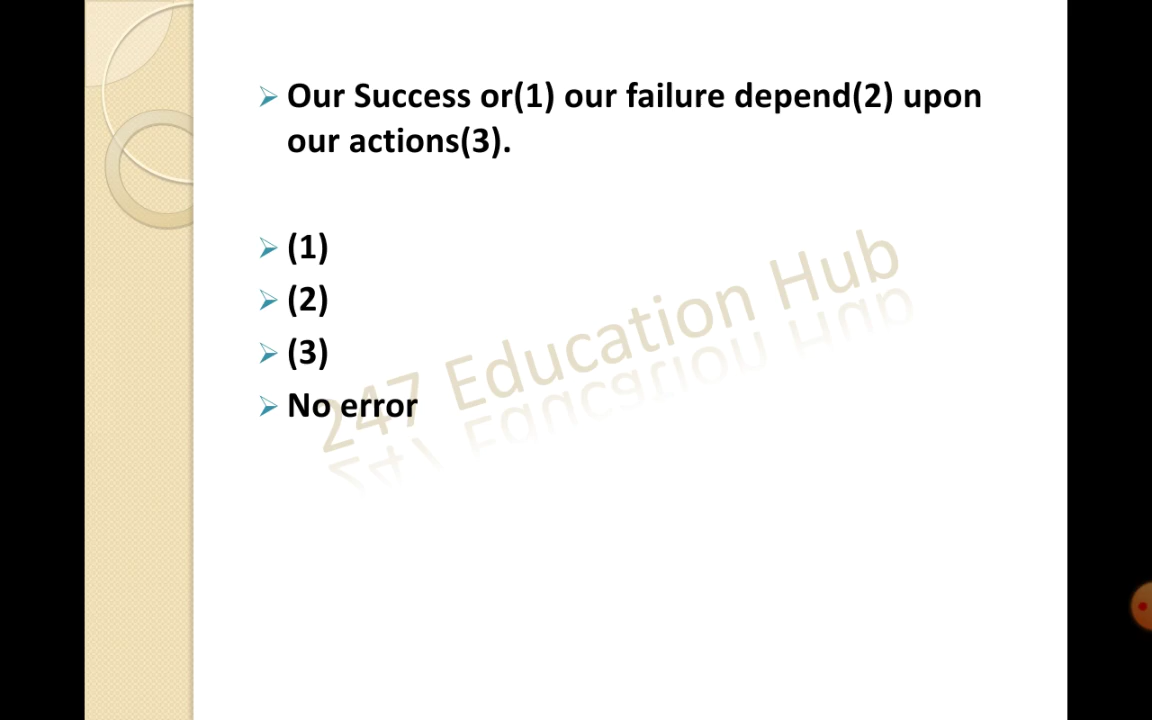 Our Success or(1) our failure depend(2) upon
our actions(3).
(1)
(2)
(3)
No error
247 Education Hub